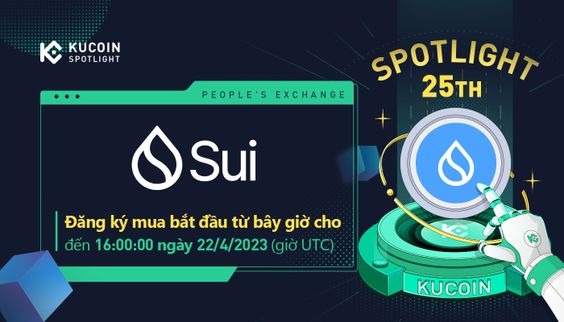 KUCOIN
SPOTLIGHT
SPOTLIGHT
25TH
PEOPLE'S EXCHANGE
Sui
Đăng ký mua bắt đầu từ bây giờ cho
đến 16:00:00 ngày 22/4/2023 (giờ UTC)
KUCOIN